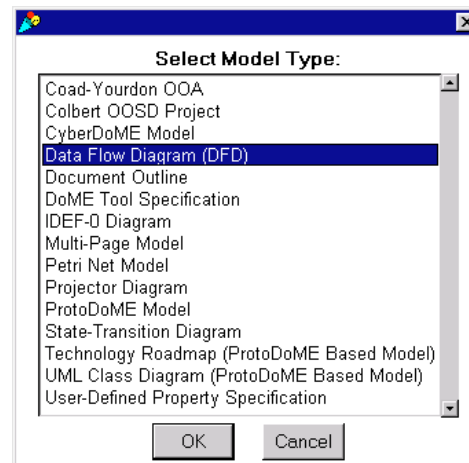 Select Model Type:
Coad-Yourdon OOA
Colbert OOSD Project
CyberDoME Model
Data Flow Diagram (DFD)
Document Outline
DoME Tool Specification
IDEF-0 Diagram
Multi-Page Model
Petri Net Model
Projector Diagram
ProtoDoME Model
State-Transition Diagram
Technology Roadmap (ProtoDoME Based Model)
UML Class Diagram (ProtoDoME Based Model)
User-Defined Property Specification
OK Cancel